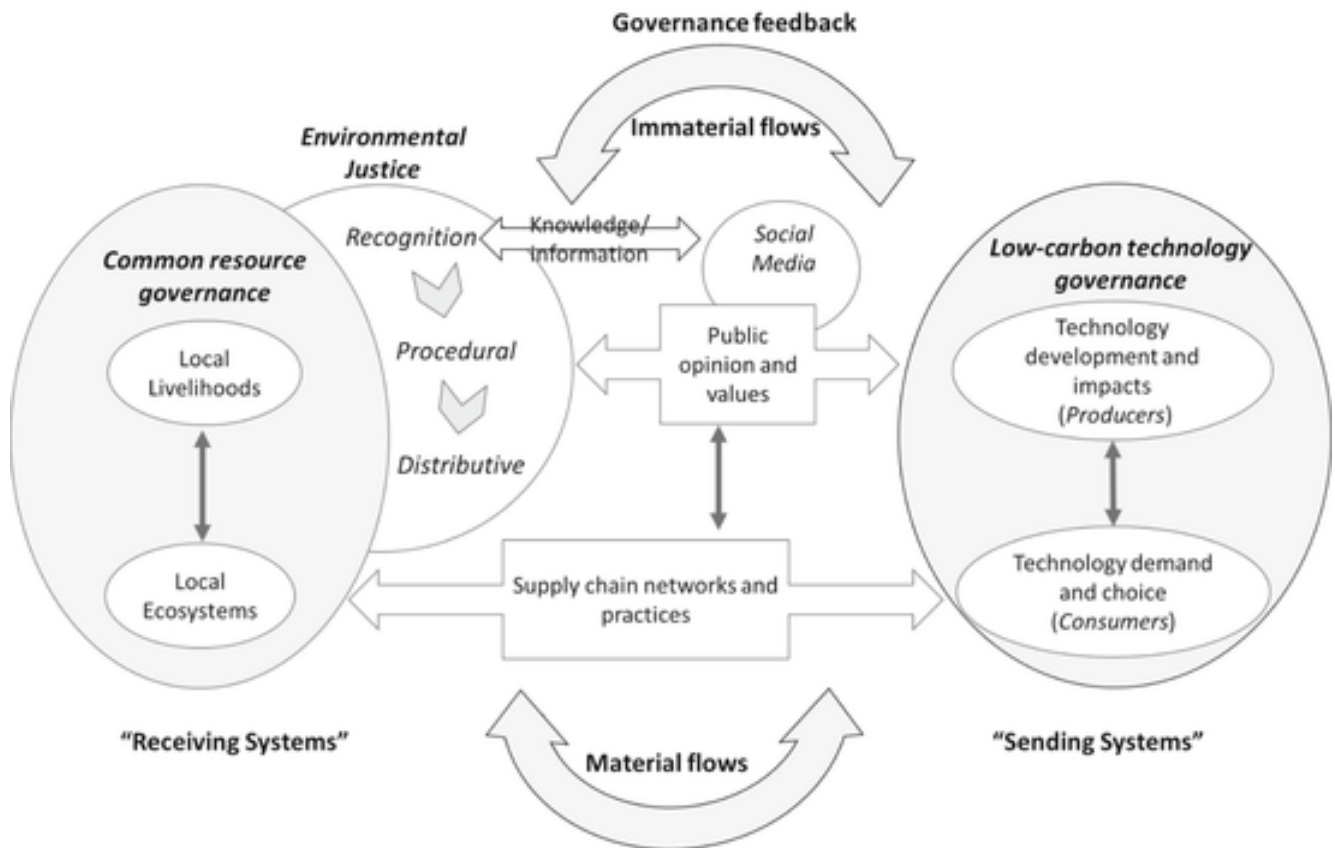 Governance feedback
Immaterial flows
Environmental
Justice
Recognition
Knowledge/
information
Social
Media
Common resource
governance
Low-carbon technology
governance
Local
Livelihoods
Procedural
Public
opinion and
values
Technology
development and
impacts
(Producers)
Distributive
Local
Ecosystems
Supply chain networks and
practices
Technology demand
and choice
(Consumers)
“Receiving Systems”
“Sending Systems”
Material flows